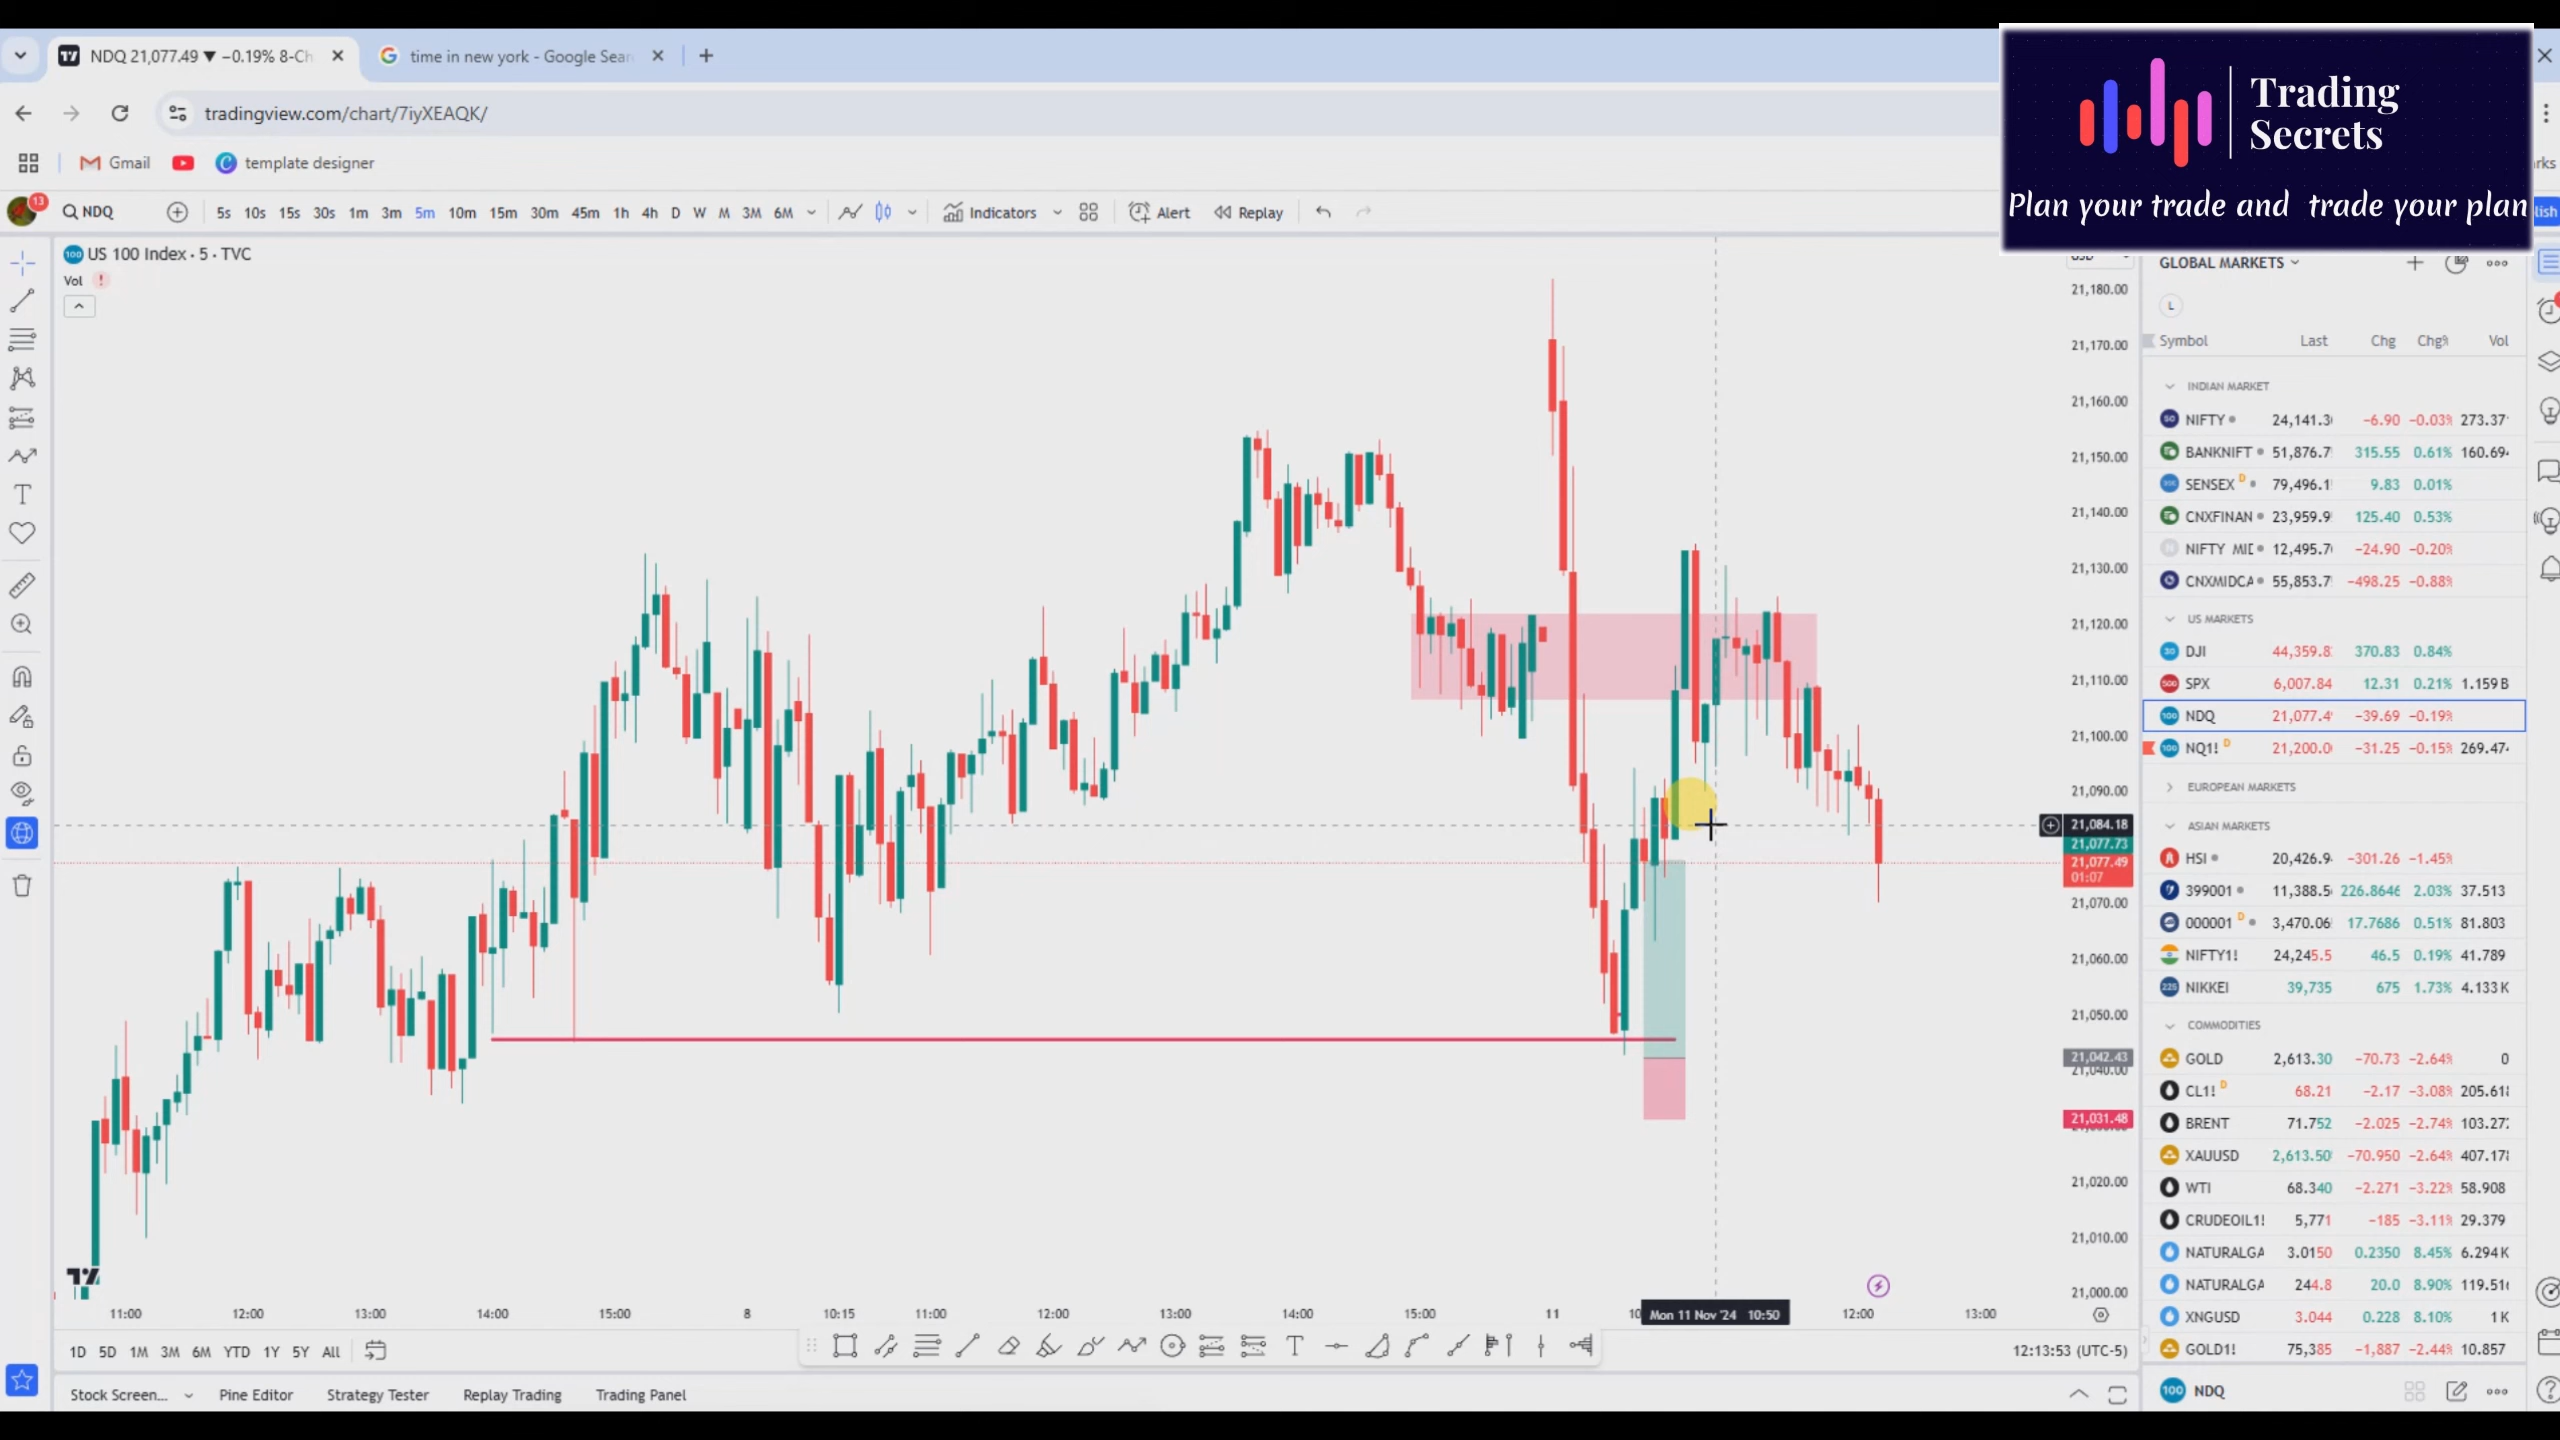 NDQ 21,077.49 ▼ −0.19% 8-Ch
time in new york - Google Sear
Trading
Secrets
Plan your trade and trade your plan
tradingview.com/chart/7iyXEAQK/
Gmail
template designer
rks
13
NDQ
5s 10s 15s 30s 1m 3m 5m 10m 15m 30m 45m 1h 4h D W M 3M 6M
Indicators
Alert
Replay
lish
US 100 Index · 5 · TVC
Vol
GLOBAL MARKETS
L
Symbol Last Chg Chg% Vol
INDIAN MARKET
NIFTY 24,141.3 −6.90 −0.03% 273.37
BANKNIFT 51,876.7 315.55 0.61% 160.69
SENSEX D 79,496.1 9.83 0.01%
CNXFINAN 23,959.9 125.40 0.53%
NIFTY MID 12,495.7 −24.90 −0.20%
CNXMIDCA 55,853.7 −498.25 −0.88%
US MARKETS
DJI 44,359.8 370.83 0.84%
SPX 6,007.84 12.31 0.21% 1.159B
NDQ 21,077.4 −39.69 −0.19%
NQ1! D 21,200.0 −31.25 −0.15% 269.47
EUROPEAN MARKETS
ASIAN MARKETS
HSI 20,426.9 −301.26 −1.45%
399001 11,388.5 226.8646 2.03% 37.513
000001 D 3,470.06 17.7686 0.51% 81.803
NIFTY1! 24,245.5 46.5 0.19% 41.789
NIKKEI 39,735 675 1.73% 4.133K
COMMODITIES
GOLD 2,613.30 −70.73 −2.64% 0
CL1! D 68.21 −2.17 −3.08% 205.61
BRENT 71.752 −2.025 −2.74% 103.27
XAUUSD 2,613.50 −70.950 −2.64% 407.17
WTI 68.340 −2.271 −3.22% 58.908
CRUDEOIL1! 5,771 −185 −3.11% 29.379
NATURALGA 3.0150 0.2350 8.45% 6.294K
NATURALGA 244.8 20.0 8.90% 119.51
XNGUSD 3.044 0.228 8.10% 1K
GOLD1! 75,385 −1,887 −2.44% 10.857
NDQ
21,180.00
21,170.00
21,160.00
21,150.00
21,140.00
21,130.00
21,120.00
21,110.00
21,100.00
21,090.00
21,084.18
21,077.73
21,077.49
01:07
21,070.00
21,060.00
21,050.00
21,042.43
21,040.00
21,031.48
21,020.00
21,010.00
21,000.00
11:00 12:00 13:00 14:00 15:00 8 10:15 11:00 12:00 13:00 14:00 15:00 11 10 Mon 11 Nov '24 10:50 12:00 13:00
1D 5D 1M 3M 6M YTD 1Y 5Y All
12:13:53 (UTC-5)
Stock Screen... Pine Editor Strategy Tester Replay Trading Trading Panel